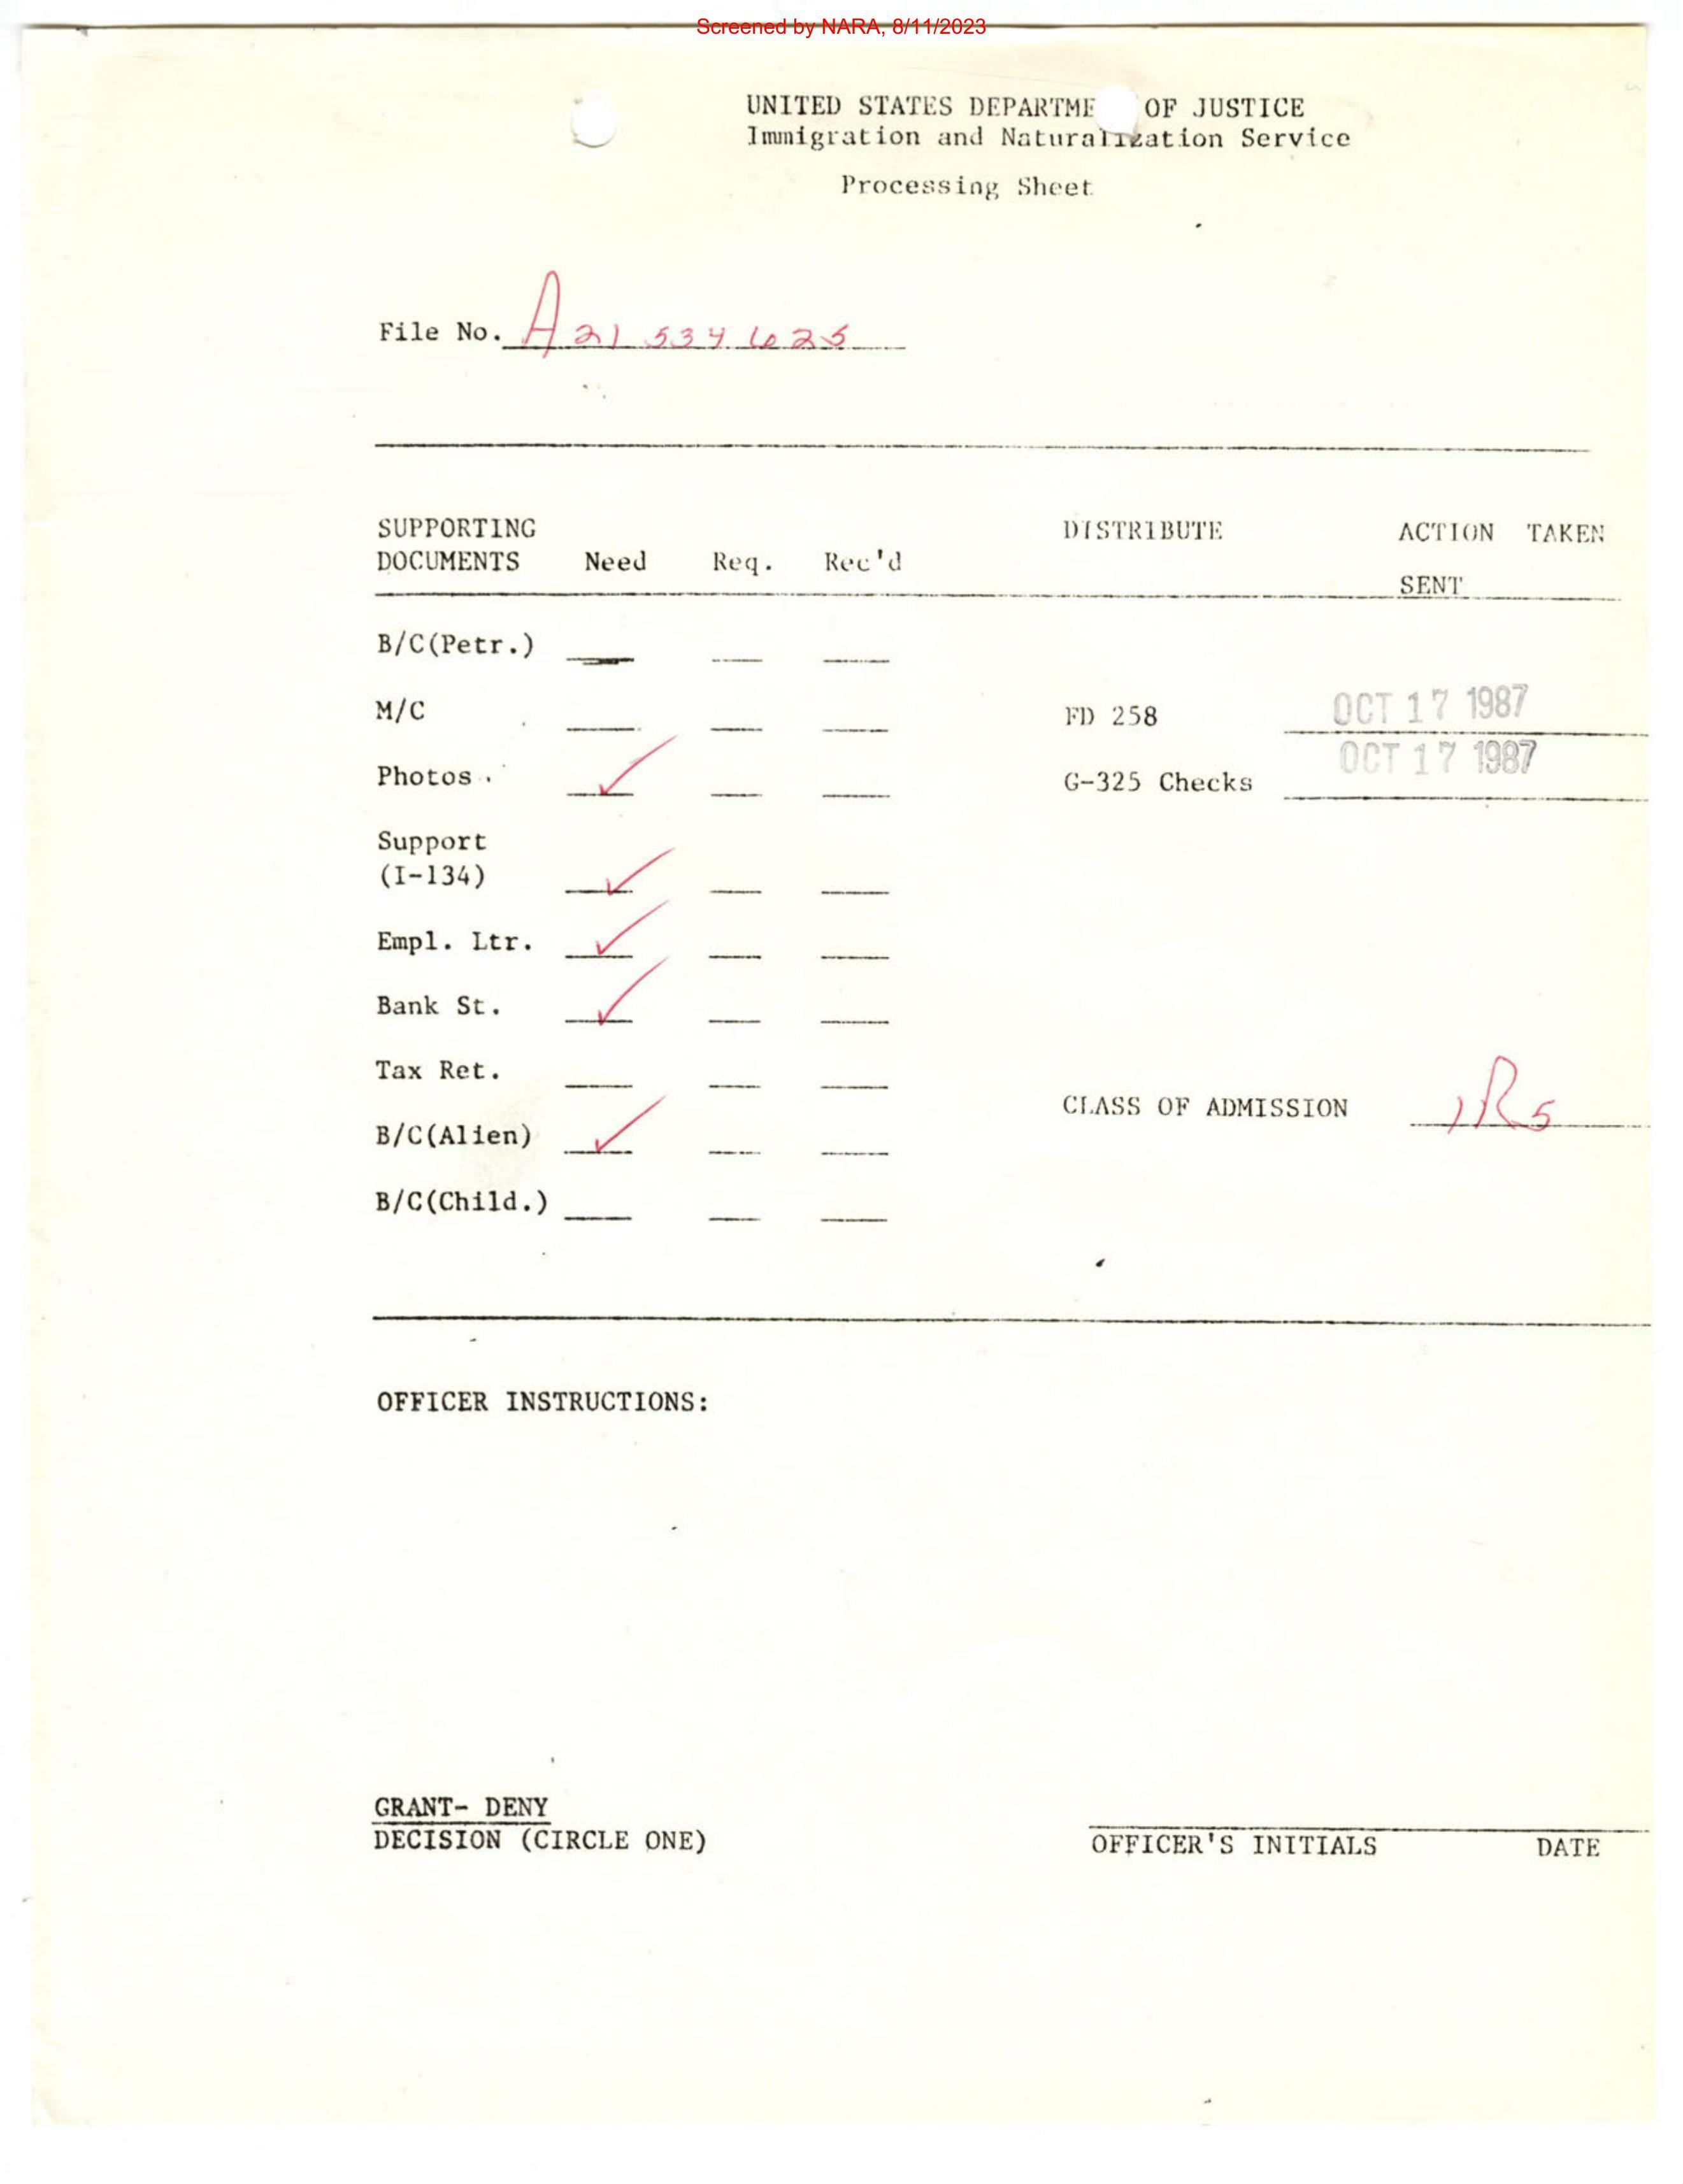 Screened by NARA, 8/11/2023
UNITED STATES DEPARTME OF JUSTICE
Immigration and Naturalization Service
Processing Sheet
File No. A 21 534 625
SUPPORTING DISTRIBUTE ACTION TAKEN
DOCUMENTS Need Req. Rec'd
SENT
B/C(Petr.)
M/C FD 258 OCT 17 1987
Photos ✓ G-325 Checks OCT 17 1987
Support
(I-134) ✓
Empl. Ltr. ✓
Bank St. ✓
Tax Ret.
CLASS OF ADMISSION IR5
B/C(Alien) ✓
B/C(Child.)
OFFICER INSTRUCTIONS:
GRANT- DENY
DECISION (CIRCLE ONE) OFFICER'S INITIALS DATE